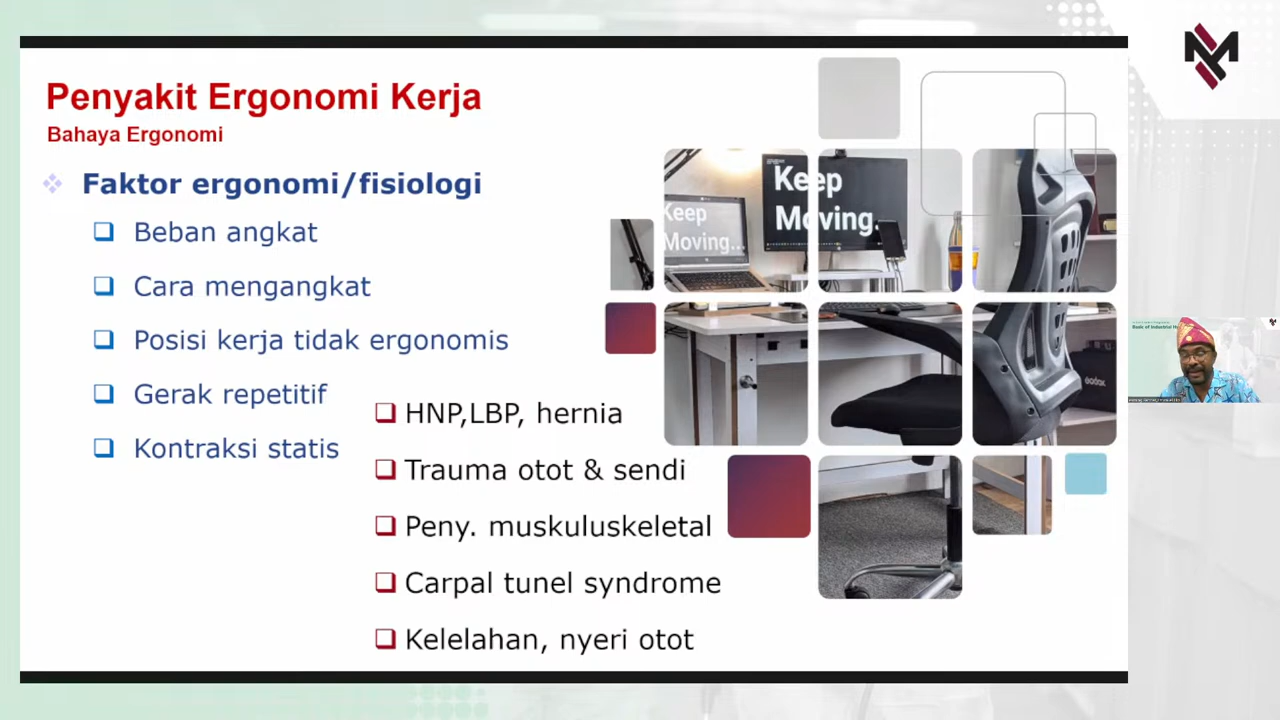 Penyakit Ergonomi Kerja
Bahaya Ergonomi
Faktor ergonomi/fisiologi
Beban angkat
Cara mengangkat
Posisi kerja tidak ergonomis
Gerak repetitif
Kontraksi statis
HNP,LBP, hernia
Trauma otot & sendi
Peny. muskuluskeletal
Carpal tunel syndrome
Kelelahan, nyeri otot
Keep
Moving...
Keep
Moving.
Godox